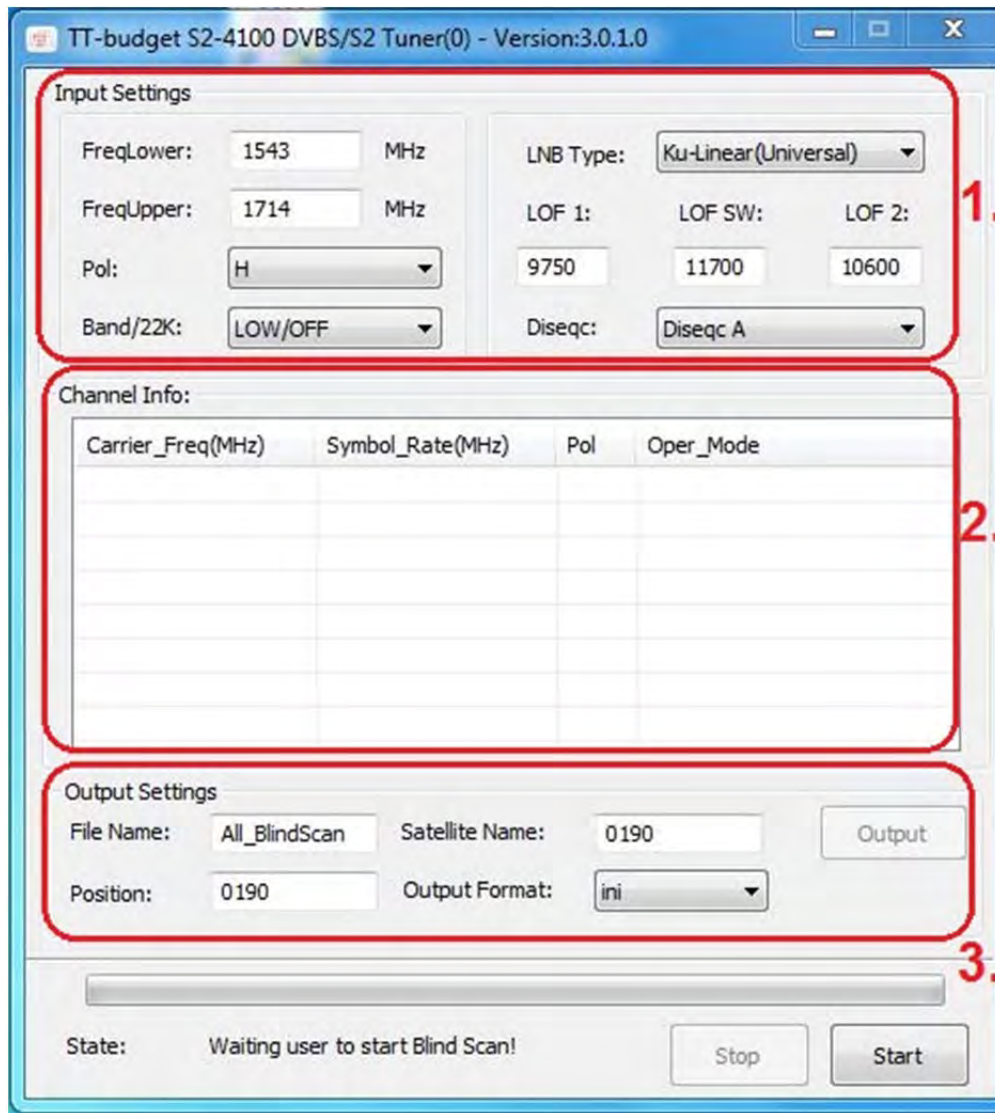 TT-budget S2-4100 DVBS/S2 Tuner(0) - Version:3.0.1.0
Input Settings
FreqLower: 1543 MHz
FreqUpper: 1714 MHz
Pol: H
Band/22K: LOW/OFF
LNB Type: Ku-Linear(Universal)
LOF 1: LOF SW: LOF 2:
9750 11700 10600
Diseqc: Diseqc A
1.
Channel Info:
Carrier_Freq(MHz) Symbol_Rate(MHz) Pol Oper_Mode
2.
Output Settings
File Name: All_BlindScan Satellite Name: 0190 Output
Position: 0190 Output Format: ini
3.
State: Waiting user to start Blind Scan! Stop Start